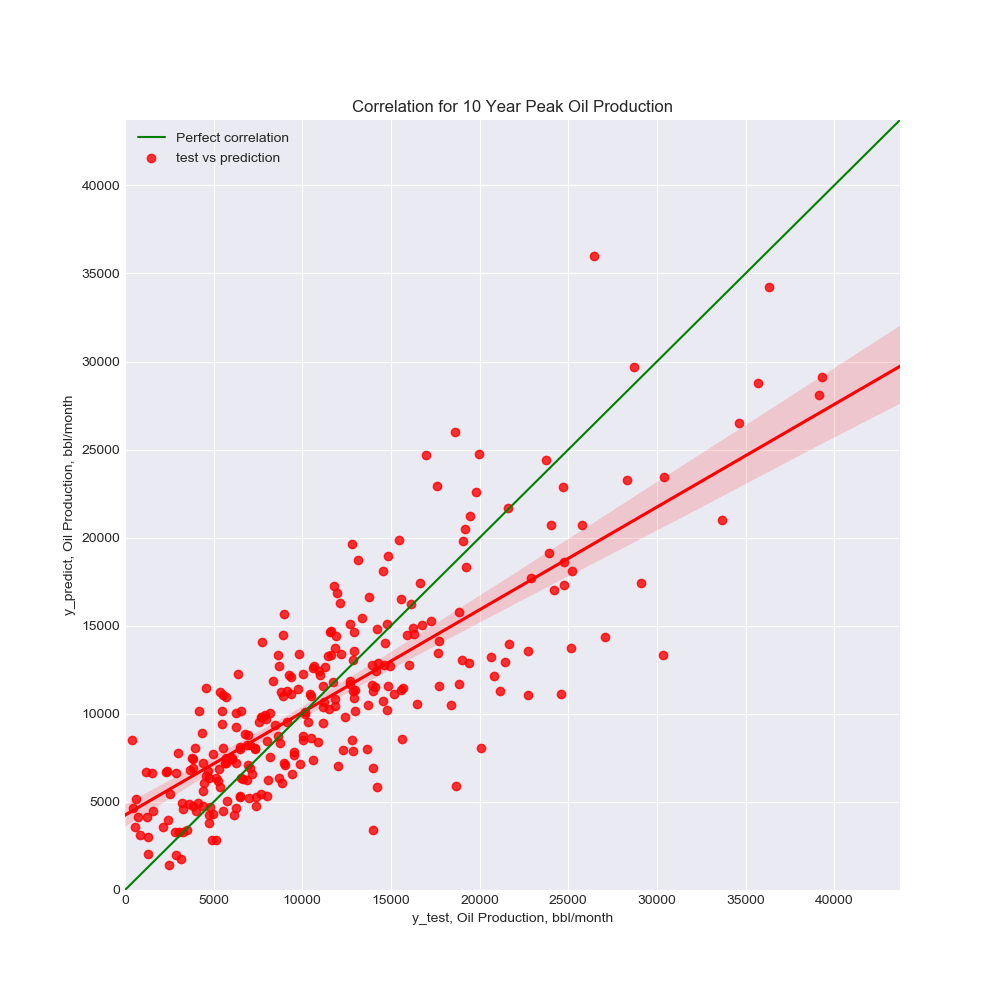 Correlation for 10 Year Peak Oil Production
Perfect correlation
test vs prediction
y_predict, Oil Production, bbl/month
40000
35000
30000
25000
20000
15000
10000
5000
0
0 5000 10000 15000 20000 25000 30000 35000 40000
y_test, Oil Production, bbl/month